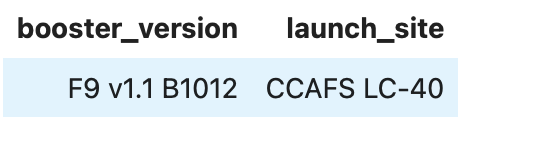 booster_version launch_site
F9 v1.1 B1012 CCAFS LC-40